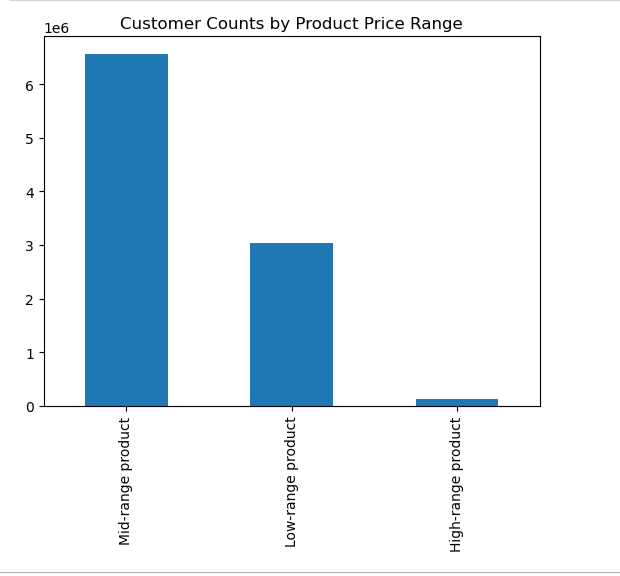 Customer Counts by Product Price Range
1e6
6
5
4
3
2
1
0
Mid-range product
Low-range product
High-range product